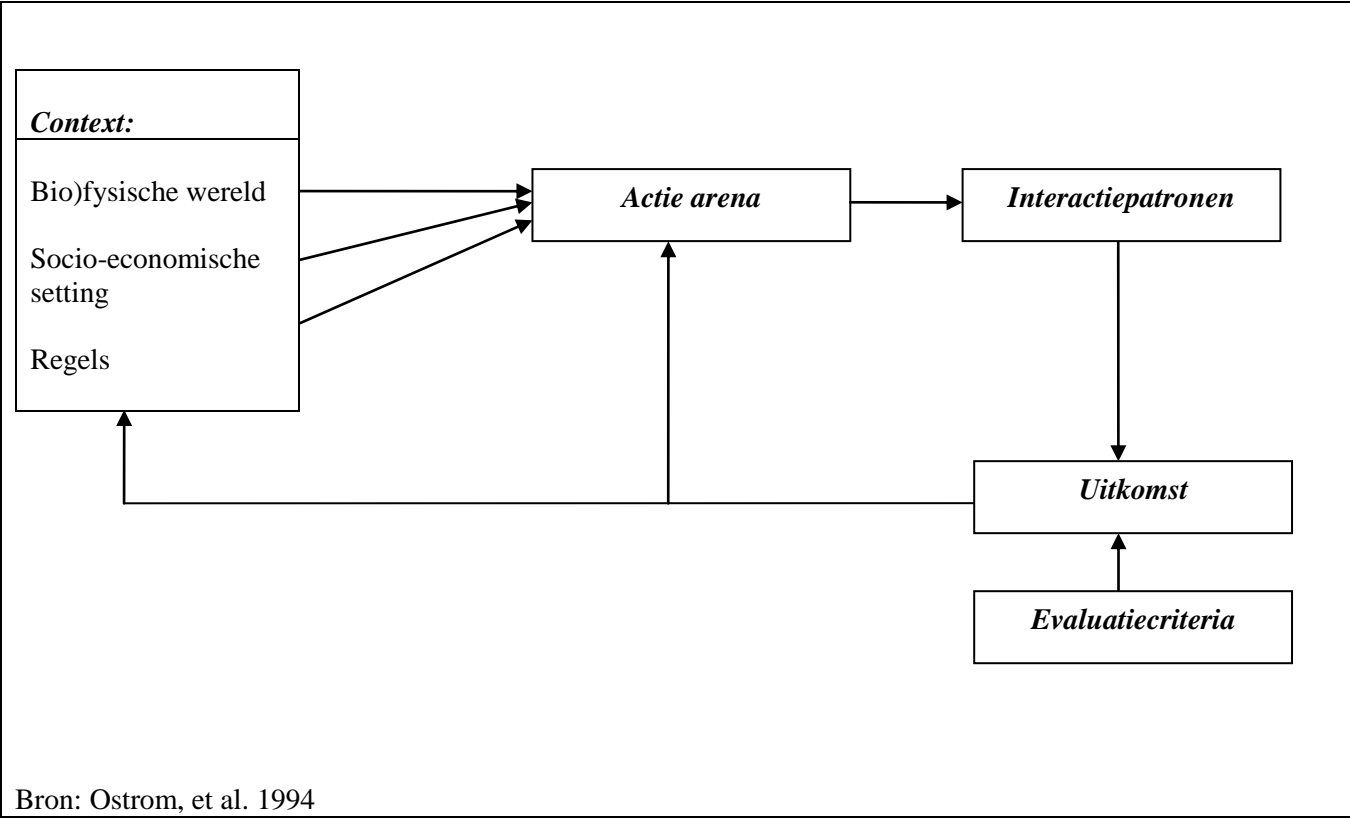 Context:
Bio)fysische wereld
Socio-economische
setting
Regels
Actie arena
Interactiepatronen
Uitkomst
Evaluatiecriteria
Bron: Ostrom, et al. 1994